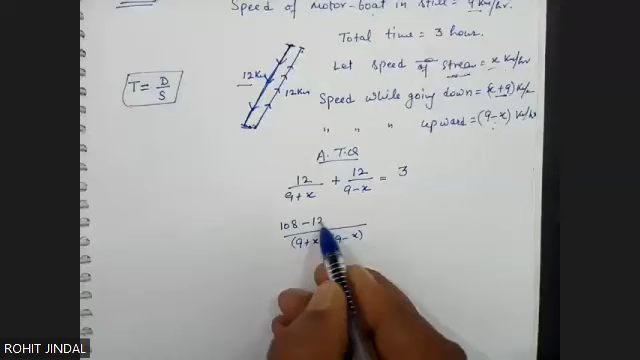 Speed of motor-boat in still = 9 Km/hr.
Total time = 3 hour.
Let speed of stream = x Km/hr
T = D/S
12 Km
12 Km
Speed while going down = (x+9) Km/
" " " upward = (9-x) Km/hr
A.T.Q
12/(9+x) + 12/(9-x) = 3
108 - 12
(9+x) (9-x)
ROHIT JINDAL